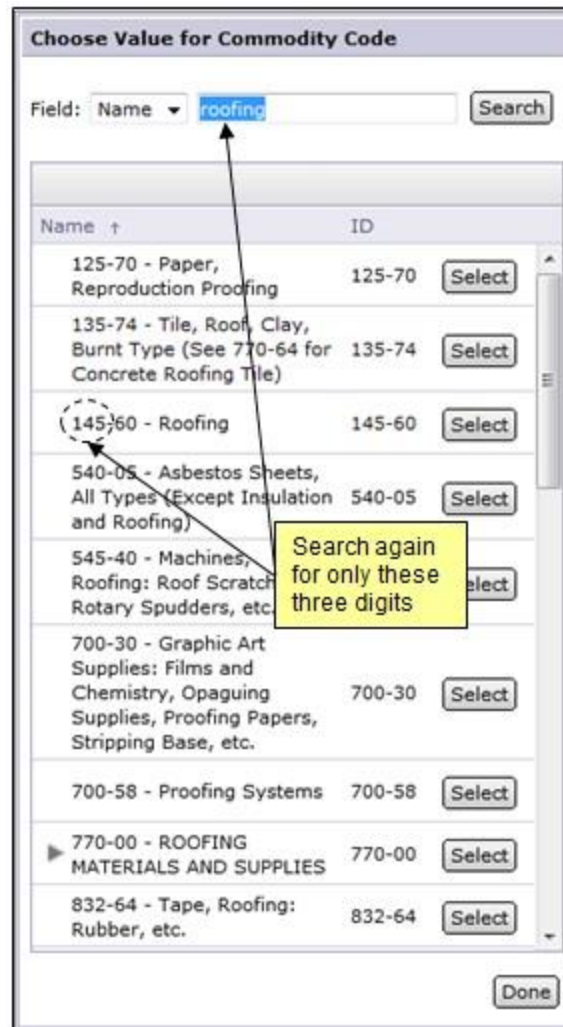 Choose Value for Commodity Code
Field: Name roofing Search
Name ↑ ID
125-70 - Paper,
Reproduction Proofing 125-70 Select
135-74 - Tile, Roof, Clay,
Burnt Type (See 770-64 for 135-74 Select
Concrete Roofing Tile)
145-60 - Roofing 145-60 Select
540-05 - Asbestos Sheets,
All Types (Except Insulation 540-05 Select
and Roofing)
545-40 - Machines,
Roofing: Roof Scratch
Rotary Spudders, etc.
Search again
for only these
three digits
700-30 - Graphic Art
Supplies: Films and
Chemistry, Opaguing 700-30 Select
Supplies, Proofing Papers,
Stripping Base, etc.
700-58 - Proofing Systems 700-58 Select
770-00 - ROOFING
MATERIALS AND SUPPLIES 770-00 Select
832-64 - Tape, Roofing:
Rubber, etc. 832-64 Select
Done